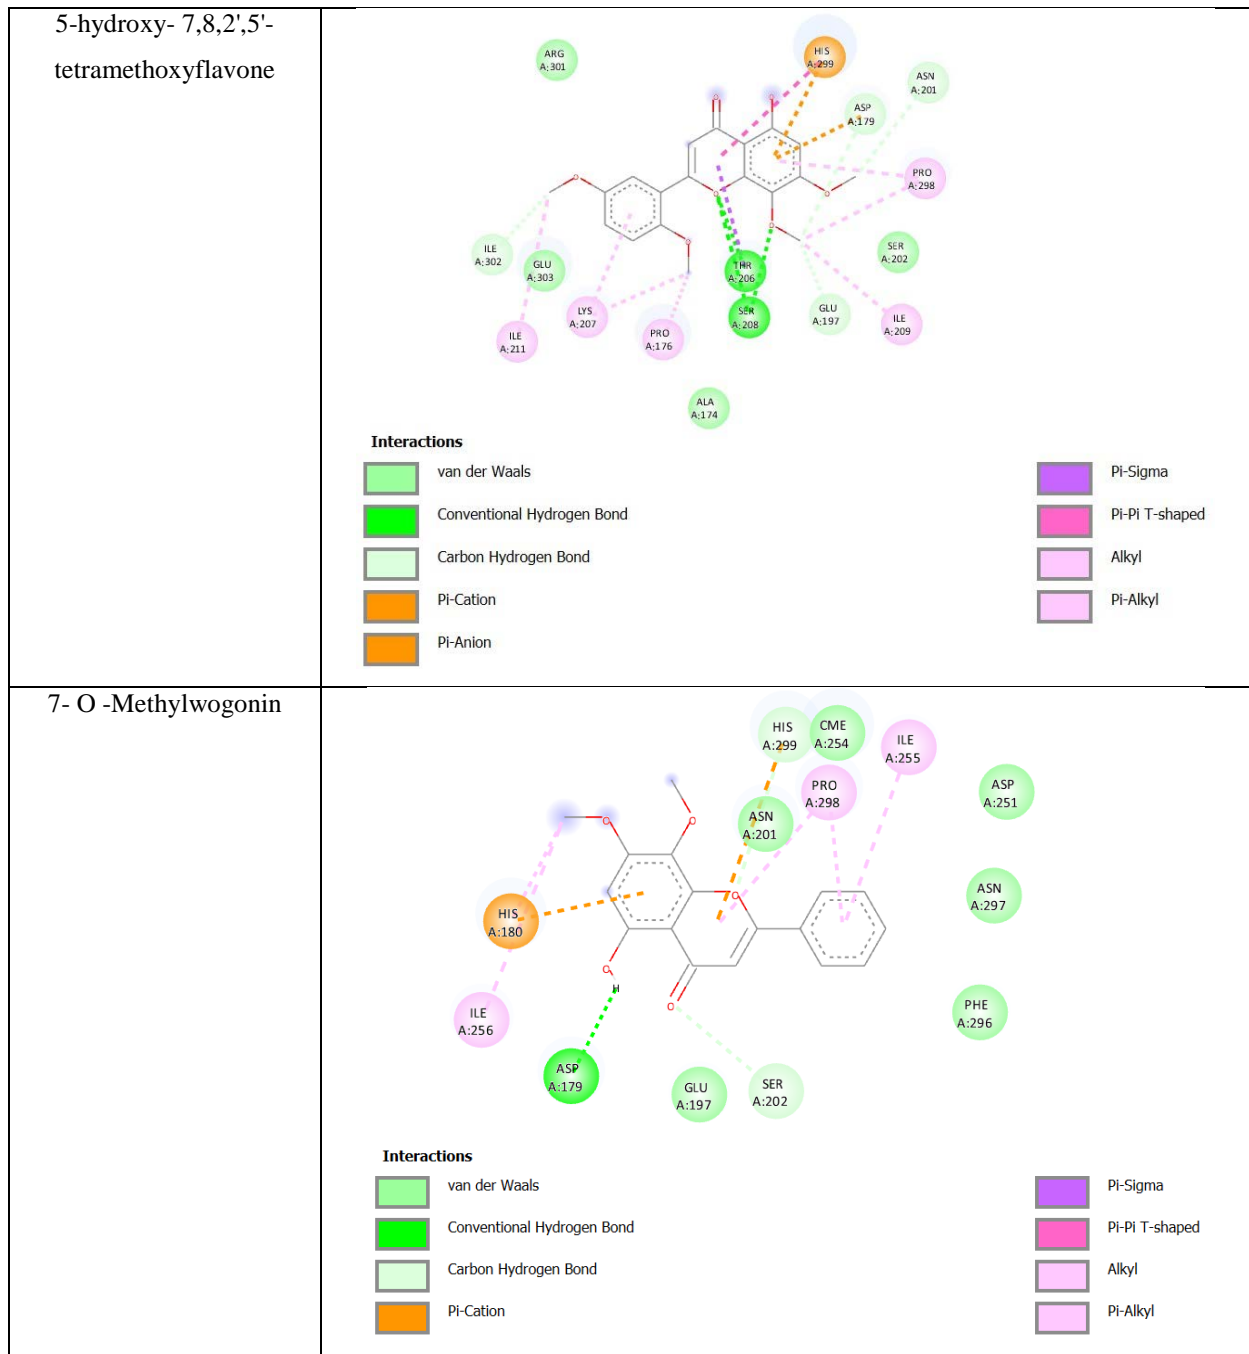 5-hydroxy- 7,8,2',5'-
tetramethoxyflavone
ARG
A:301
HIS
A:299
ASN
A:201
ASP
A:179
PRO
A:298
ILE
A:302
GLU
A:303
SER
A:202
THR
A:206
LYS
A:207
SER
A:208
GLU
A:197
ILE
A:209
ILE
A:211
PRO
A:176
ALA
A:174
O
O
O
O
O
O
O
Interactions
van der Waals
Conventional Hydrogen Bond
Carbon Hydrogen Bond
Pi-Cation
Pi-Anion
Pi-Sigma
Pi-Pi T-shaped
Alkyl
Pi-Alkyl
7- O -Methylwogonin
HIS
A:299
CME
A:254
ILE
A:255
PRO
A:298
ASP
A:251
ASN
A:201
ASN
A:297
HIS
A:180
PHE
A:296
ILE
A:256
ASP
A:179
GLU
A:197
SER
A:202
O
O
O
O
H
O
Interactions
van der Waals
Conventional Hydrogen Bond
Carbon Hydrogen Bond
Pi-Cation
Pi-Sigma
Pi-Pi T-shaped
Alkyl
Pi-Alkyl